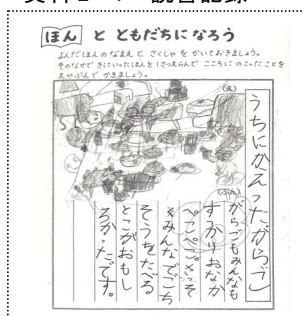 読書記録
ほん と ともだちになろう
よんだほんの なまえ と さくしゃ を かいておきましょう。
そのなかで きにいったほんを1さつえらんで こころにのこったことを
えやぶんで かきましょう。
(え)
うちにかえったがらご
(ぶん)
がらごもみんなも
すっかりおなか
ぺこぺこ。さっそ
くみんなでごち
そうをたべる
とこがおもし
ろかったです。